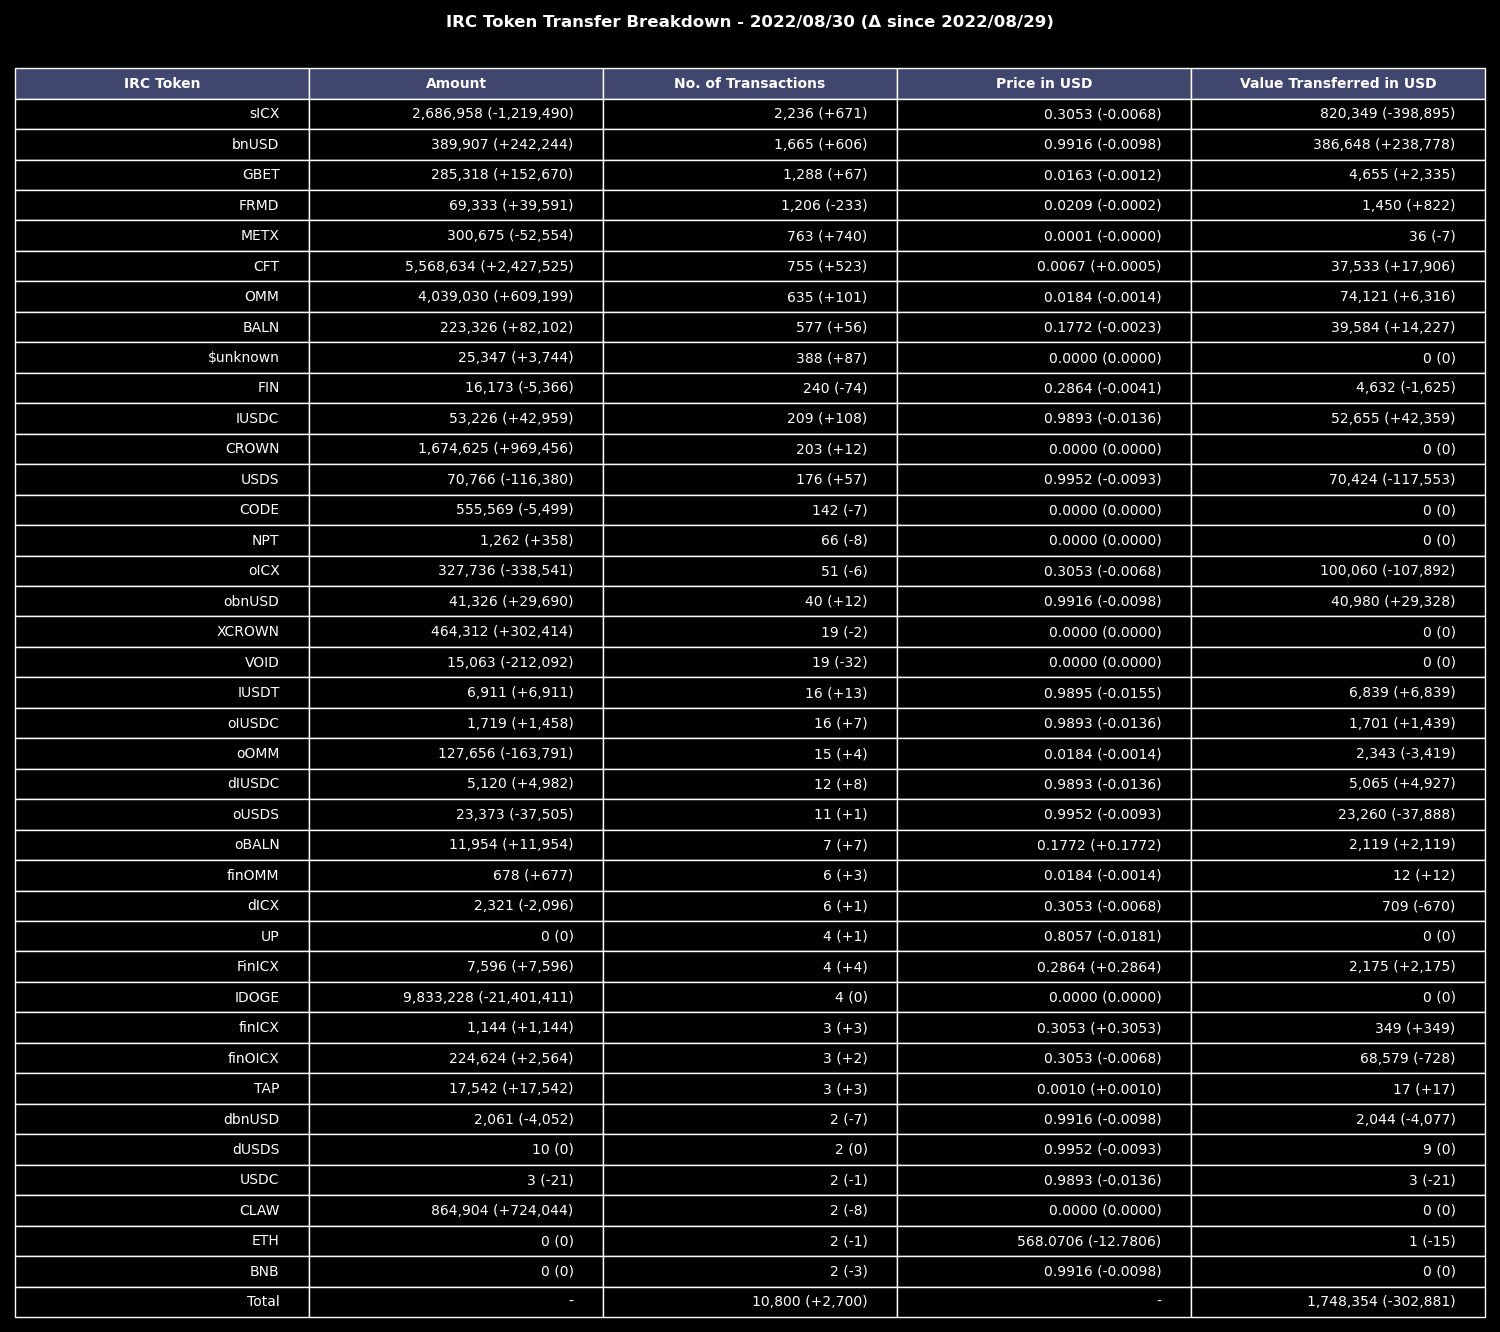 IRC Token Transfer Breakdown - 2022/08/30 (Δ since 2022/08/29)
IRC Token Amount No. of Transactions Price in USD Value Transferred in USD
sICX 2,686,958 (-1,219,490) 2,236 (+671) 0.3053 (-0.0068) 820,349 (-398,895)
bnUSD 389,907 (+242,244) 1,665 (+606) 0.9916 (-0.0098) 386,648 (+238,778)
GBET 285,318 (+152,670) 1,288 (+67) 0.0163 (-0.0012) 4,655 (+2,335)
FRMD 69,333 (+39,591) 1,206 (-233) 0.0209 (-0.0002) 1,450 (+822)
METX 300,675 (-52,554) 763 (+740) 0.0001 (-0.0000) 36 (-7)
CFT 5,568,634 (+2,427,525) 755 (+523) 0.0067 (+0.0005) 37,533 (+17,906)
OMM 4,039,030 (+609,199) 635 (+101) 0.0184 (-0.0014) 74,121 (+6,316)
BALN 223,326 (+82,102) 577 (+56) 0.1772 (-0.0023) 39,584 (+14,227)
$unknown 25,347 (+3,744) 388 (+87) 0.0000 (0.0000) 0 (0)
FIN 16,173 (-5,366) 240 (-74) 0.2864 (-0.0041) 4,632 (-1,625)
IUSDC 53,226 (+42,959) 209 (+108) 0.9893 (-0.0136) 52,655 (+42,359)
CROWN 1,674,625 (+969,456) 203 (+12) 0.0000 (0.0000) 0 (0)
USDS 70,766 (-116,380) 176 (+57) 0.9952 (-0.0093) 70,424 (-117,553)
CODE 555,569 (-5,499) 142 (-7) 0.0000 (0.0000) 0 (0)
NPT 1,262 (+358) 66 (-8) 0.0000 (0.0000) 0 (0)
oICX 327,736 (-338,541) 51 (-6) 0.3053 (-0.0068) 100,060 (-107,892)
obnUSD 41,326 (+29,690) 40 (+12) 0.9916 (-0.0098) 40,980 (+29,328)
XCROWN 464,312 (+302,414) 19 (-2) 0.0000 (0.0000) 0 (0)
VOID 15,063 (-212,092) 19 (-32) 0.0000 (0.0000) 0 (0)
IUSDT 6,911 (+6,911) 16 (+13) 0.9895 (-0.0155) 6,839 (+6,839)
oIUSDC 1,719 (+1,458) 16 (+7) 0.9893 (-0.0136) 1,701 (+1,439)
oOMM 127,656 (-163,791) 15 (+4) 0.0184 (-0.0014) 2,343 (-3,419)
dIUSDC 5,120 (+4,982) 12 (+8) 0.9893 (-0.0136) 5,065 (+4,927)
oUSDS 23,373 (-37,505) 11 (+1) 0.9952 (-0.0093) 23,260 (-37,888)
oBALN 11,954 (+11,954) 7 (+7) 0.1772 (+0.1772) 2,119 (+2,119)
finOMM 678 (+677) 6 (+3) 0.0184 (-0.0014) 12 (+12)
dICX 2,321 (-2,096) 6 (+1) 0.3053 (-0.0068) 709 (-670)
UP 0 (0) 4 (+1) 0.8057 (-0.0181) 0 (0)
FinICX 7,596 (+7,596) 4 (+4) 0.2864 (+0.2864) 2,175 (+2,175)
IDOGE 9,833,228 (-21,401,411) 4 (0) 0.0000 (0.0000) 0 (0)
finICX 1,144 (+1,144) 3 (+3) 0.3053 (+0.3053) 349 (+349)
finOICX 224,624 (+2,564) 3 (+2) 0.3053 (-0.0068) 68,579 (-728)
TAP 17,542 (+17,542) 3 (+3) 0.0010 (+0.0010) 17 (+17)
dbnUSD 2,061 (-4,052) 2 (-7) 0.9916 (-0.0098) 2,044 (-4,077)
dUSDS 10 (0) 2 (0) 0.9952 (-0.0093) 9 (0)
USDC 3 (-21) 2 (-1) 0.9893 (-0.0136) 3 (-21)
CLAW 864,904 (+724,044) 2 (-8) 0.0000 (0.0000) 0 (0)
ETH 0 (0) 2 (-1) 568.0706 (-12.7806) 1 (-15)
BNB 0 (0) 2 (-3) 0.9916 (-0.0098) 0 (0)
Total - 10,800 (+2,700) - 1,748,354 (-302,881)